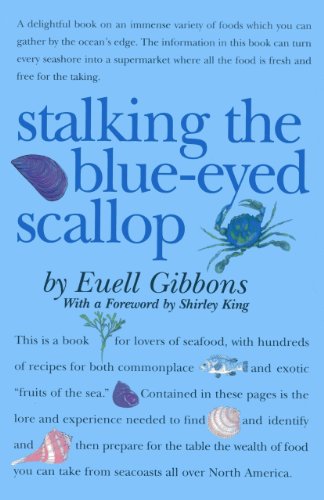 A delightful book on an immense variety of foods which you can
gather by the ocean's edge. The information in this book can turn
every seashore into a supermarket where all the food is fresh and
free for the taking.
stalking the
blue-eyed
scallop
by Euell Gibbons
With a Foreword by Shirley King
This is a book for lovers of seafood, with hundreds
of recipes for both commonplace and exotic
"fruits of the sea." Contained in these pages is the
lore and experience needed to find and identify
and then prepare for the table the wealth of food
you can take from seacoasts all over North America.